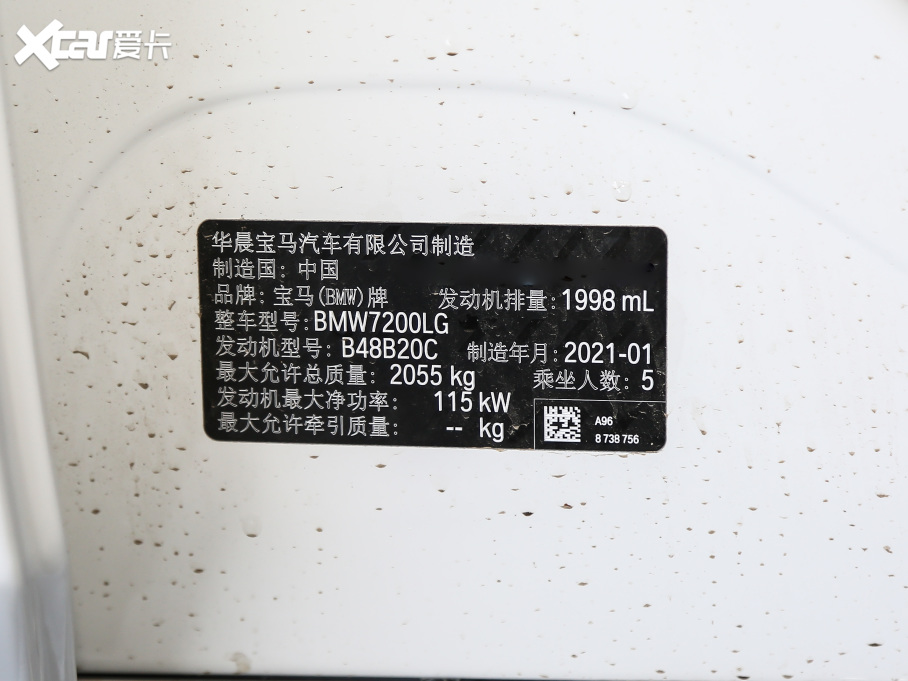 Xcar爱卡
华晨宝马汽车有限公司制造
制造国: 中国
品牌: 宝马(BMW)牌 发动机排量: 1998 mL
整车型号: BMW7200LG
发动机型号: B48B20C 制造年月: 2021-01
最大允许总质量: 2055 kg 乘坐人数: 5
发动机最大净功率: 115 kW
最大允许牵引质量: -- kg
A96
8 738 756